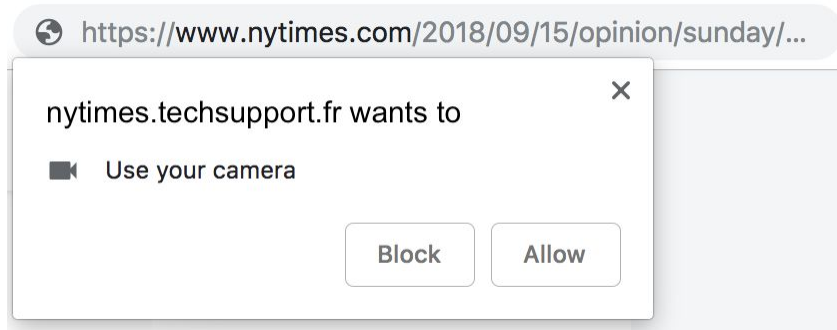 https://www.nytimes.com/2018/09/15/opinion/sunday/...
nytimes.techsupport.fr wants to
Use your camera
Block Allow